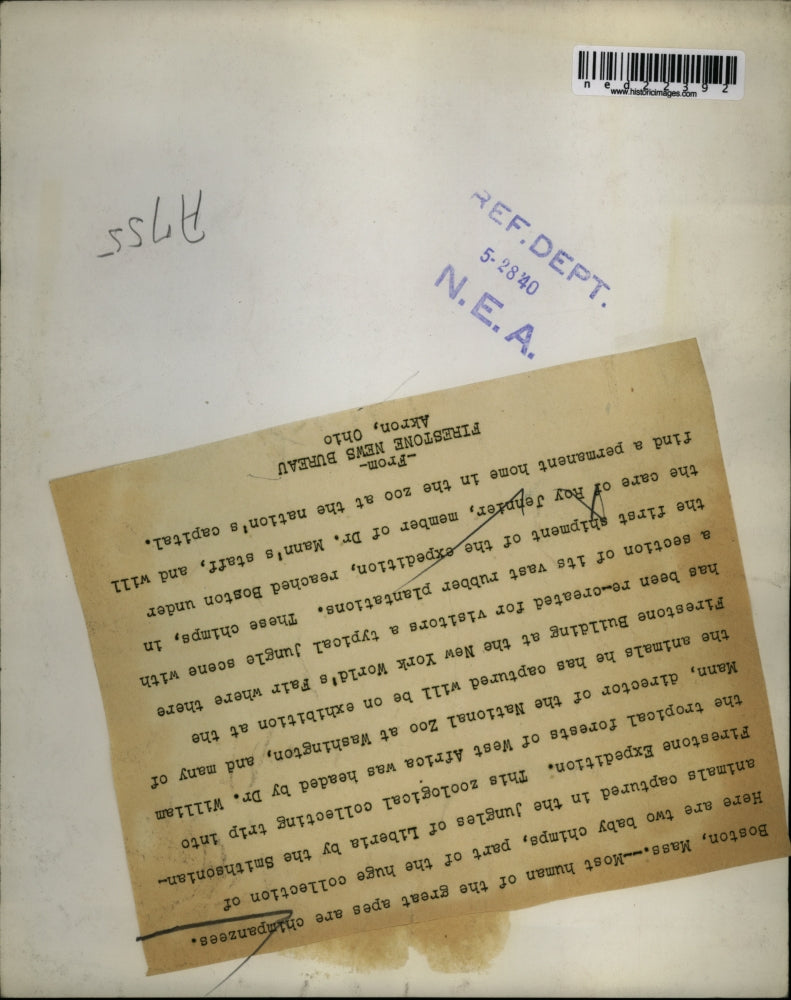 ned22392
www.historicimages.com
REF. DEPT.
5-28 40
N.E.A.
Boston, Mass.--Most human of the great apes are chimpanzees.
Here are two baby chimps, part of the huge collection of
animals captured in the jungles of Liberia by the Smithsonian-
Firestone Expedition. This zoological collecting trip into
the tropical forests of West Africa was headed by Dr. William
Mann, director of the National Zoo at Washington, and many of
the animals he has captured will be on exhibition at the
Firestone Building at the New York World's Fair where there
has been re-created for visitors a typical jungle scene with
a section of its vast rubber plantations. These chimps, in
the first shipment of the expedition, reached Boston under
the care of Roy Jennier, member of Dr. Mann's staff, and will
find a permanent home in the zoo at the nation's capital.
-From-
FIRESTONE NEWS BUREAU
Akron, Ohio